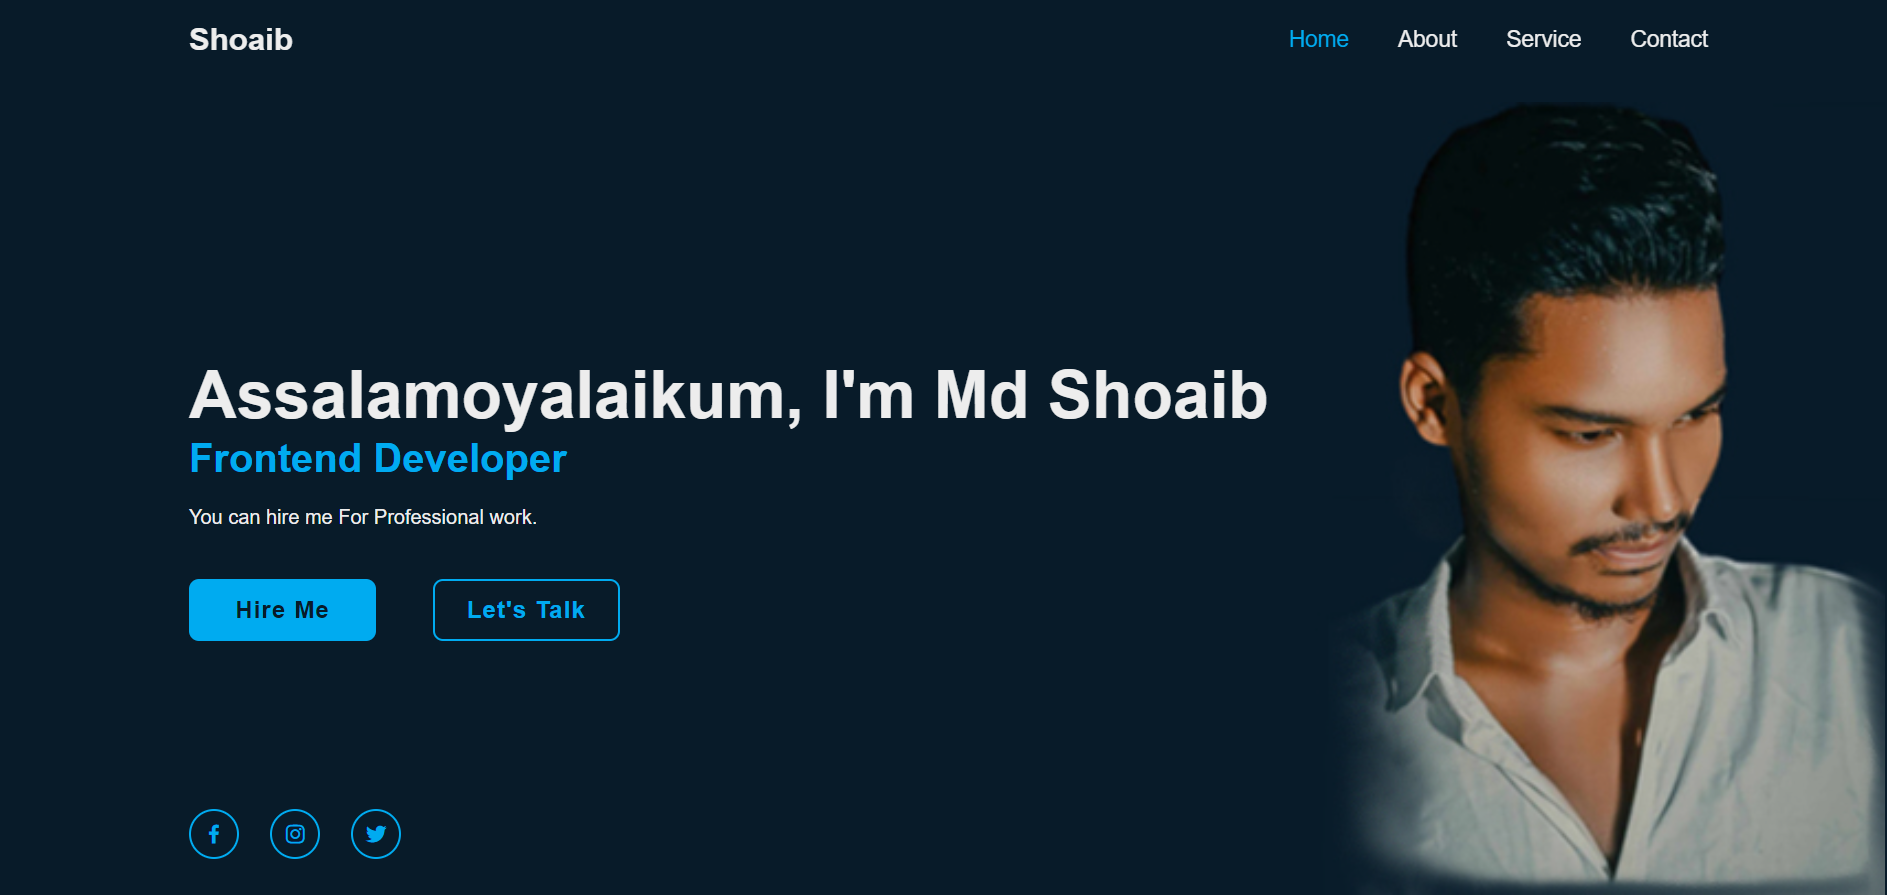 Shoaib
Home About Service Contact
Assalamoyalaikum, I'm Md Shoaib
Frontend Developer
You can hire me For Professional work.
Hire Me Let's Talk